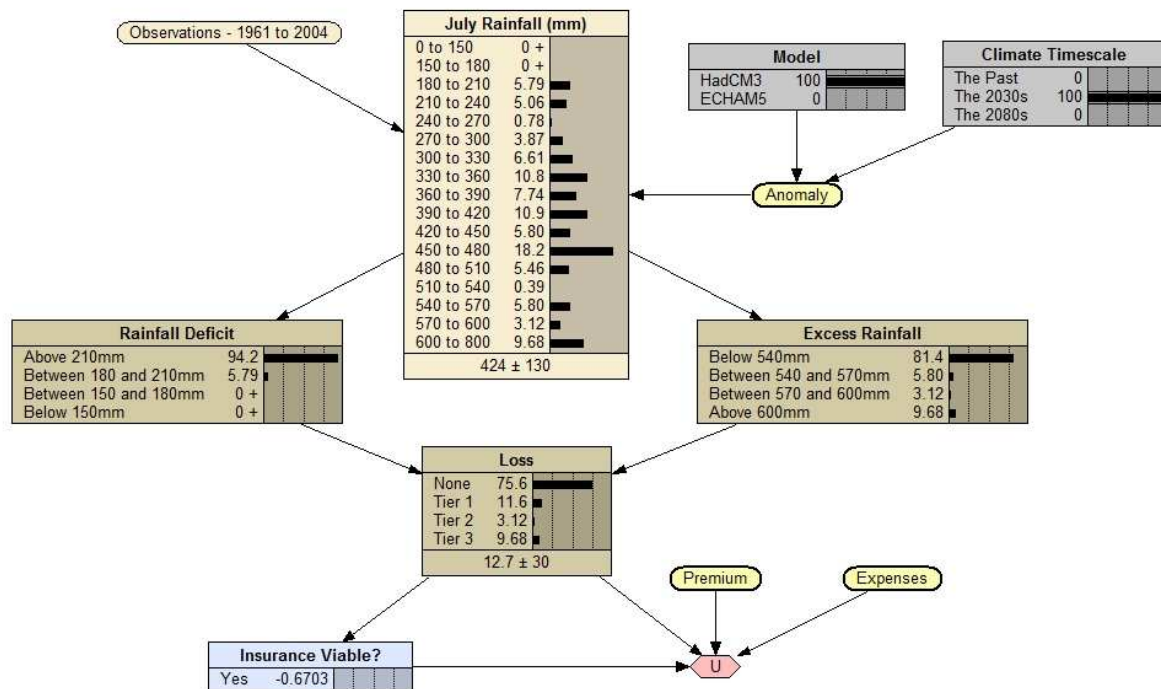 Observations - 1961 to 2004
July Rainfall (mm)
0 to 150 0 +
150 to 180 0 +
180 to 210 5.79
210 to 240 5.06
240 to 270 0.78
270 to 300 3.87
300 to 330 6.61
330 to 360 10.8
360 to 390 7.74
390 to 420 10.9
420 to 450 5.80
450 to 480 18.2
480 to 510 5.46
510 to 540 0.39
540 to 570 5.80
570 to 600 3.12
600 to 800 9.68
424 ± 130
Model
HadCM3 100
ECHAM5 0
Climate Timescale
The Past 0
The 2030s 100
The 2080s 0
Anomaly
Rainfall Deficit
Above 210mm 94.2
Between 180 and 210mm 5.79
Between 150 and 180mm 0 +
Below 150mm 0 +
Excess Rainfall
Below 540mm 81.4
Between 540 and 570mm 5.80
Between 570 and 600mm 3.12
Above 600mm 9.68
Loss
None 75.6
Tier 1 11.6
Tier 2 3.12
Tier 3 9.68
12.7 ± 30
Premium
Expenses
Insurance Viable?
Yes -0.6703
U